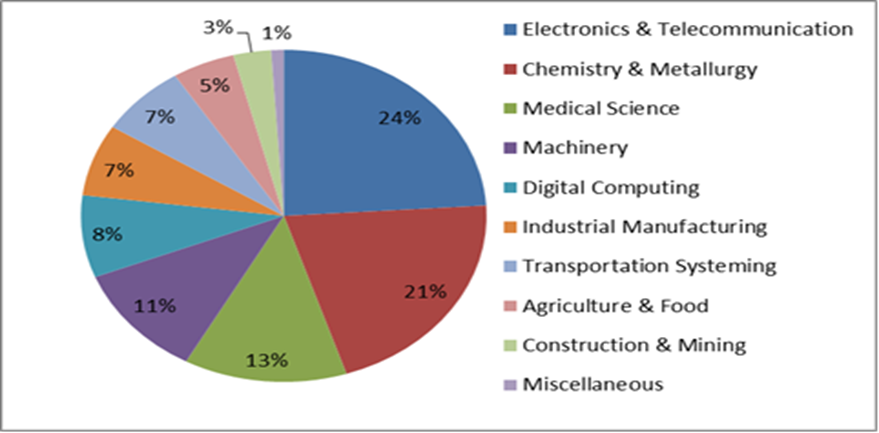 3%
1%
24%
21%
13%
11%
8%
7%
7%
5%
Electronics & Telecommunication
Chemistry & Metallurgy
Medical Science
Machinery
Digital Computing
Industrial Manufacturing
Transportation Systeming
Agriculture & Food
Construction & Mining
Miscellaneous